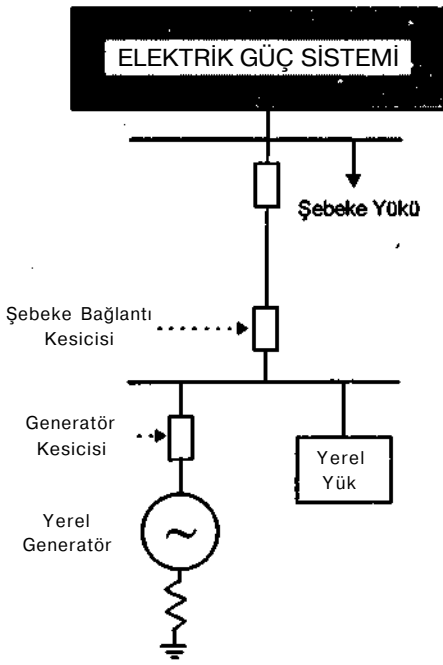 ELEKTRİK GÜÇ SİSTEMİ
Şebeke Yükü
Şebeke Bağlantı
Kesicisi
Generatör
Kesicisi
Yerel
Yük
Yerel
Generatör